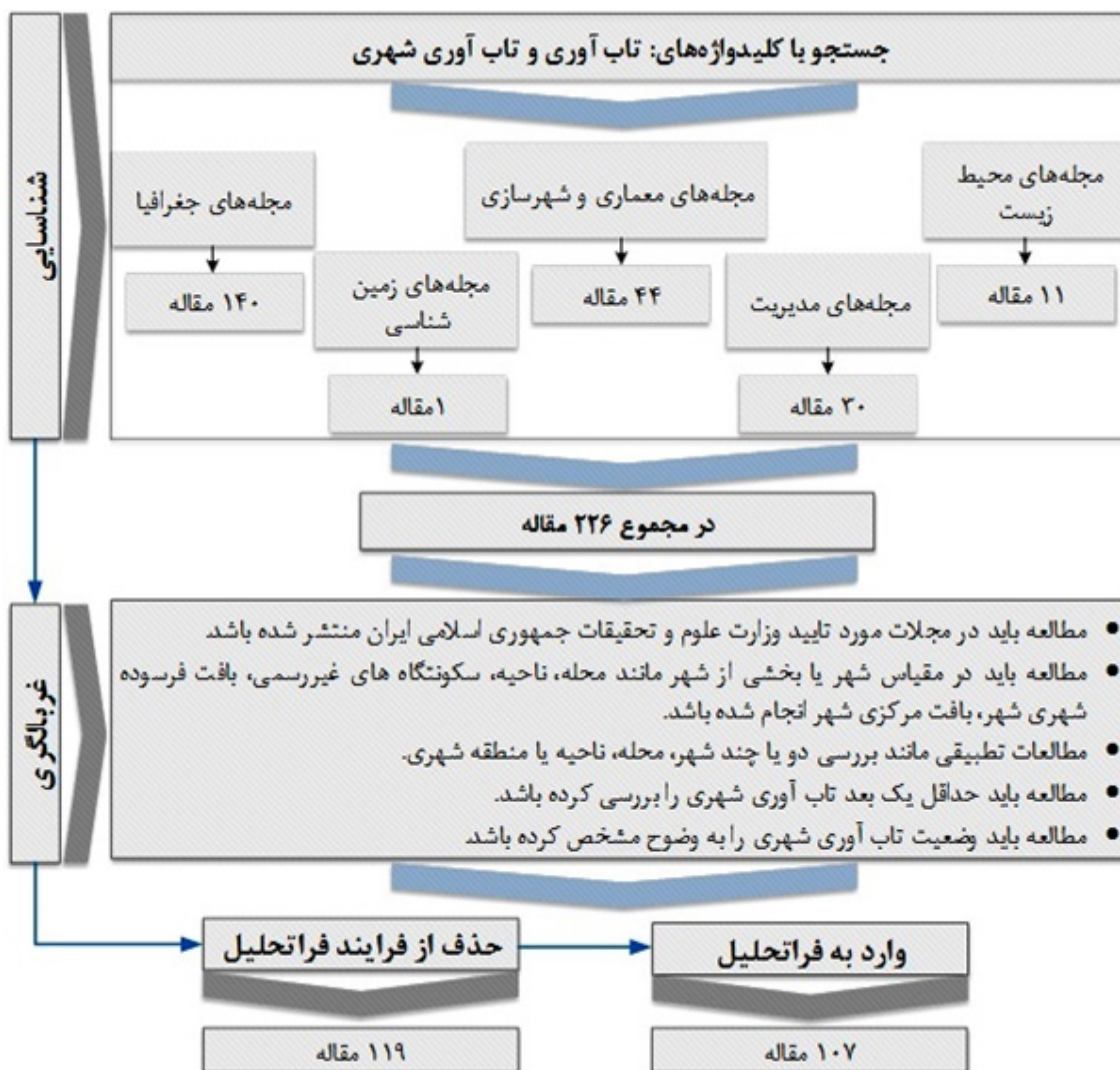 شناسایی
جستجو با کلیدواژه‌های: تاب آوری و تاب آوری شهری
مجله‌های محیط
زیست
۱۱ مقاله
مجله‌های مدیریت
۳۰ مقاله
مجله‌های معماری و شهرسازی
۴۴ مقاله
مجله‌های زمین
شناسی
۱مقاله
مجله‌های جغرافیا
۱۴۰ مقاله
در مجموع ۲۲۶ مقاله
غربالگری
● مطالعه باید در مجلات مورد تایید وزارت علوم و تحقیقات جمهوری اسلامی ایران منتشر شده باشد.
● مطالعه باید در مقیاس شهر یا بخشی از شهر مانند محله، ناحیه، سکونتگاه های غیررسمی، بافت فرسوده
شهری شهر، بافت مرکزی شهر انجام شده باشد.
● مطالعات تطبیقی مانند بررسی دو یا چند شهر، محله، ناحیه یا منطقه شهری.
● مطالعه باید حداقل یک بعد تاب آوری شهری را بررسی کرده باشد.
● مطالعه باید وضعیت تاب آوری شهری را به وضوح مشخص کرده باشد.
حذف از فرایند فراتحلیل
۱۱۹ مقاله
وارد به فراتحلیل
۱۰۷ مقاله